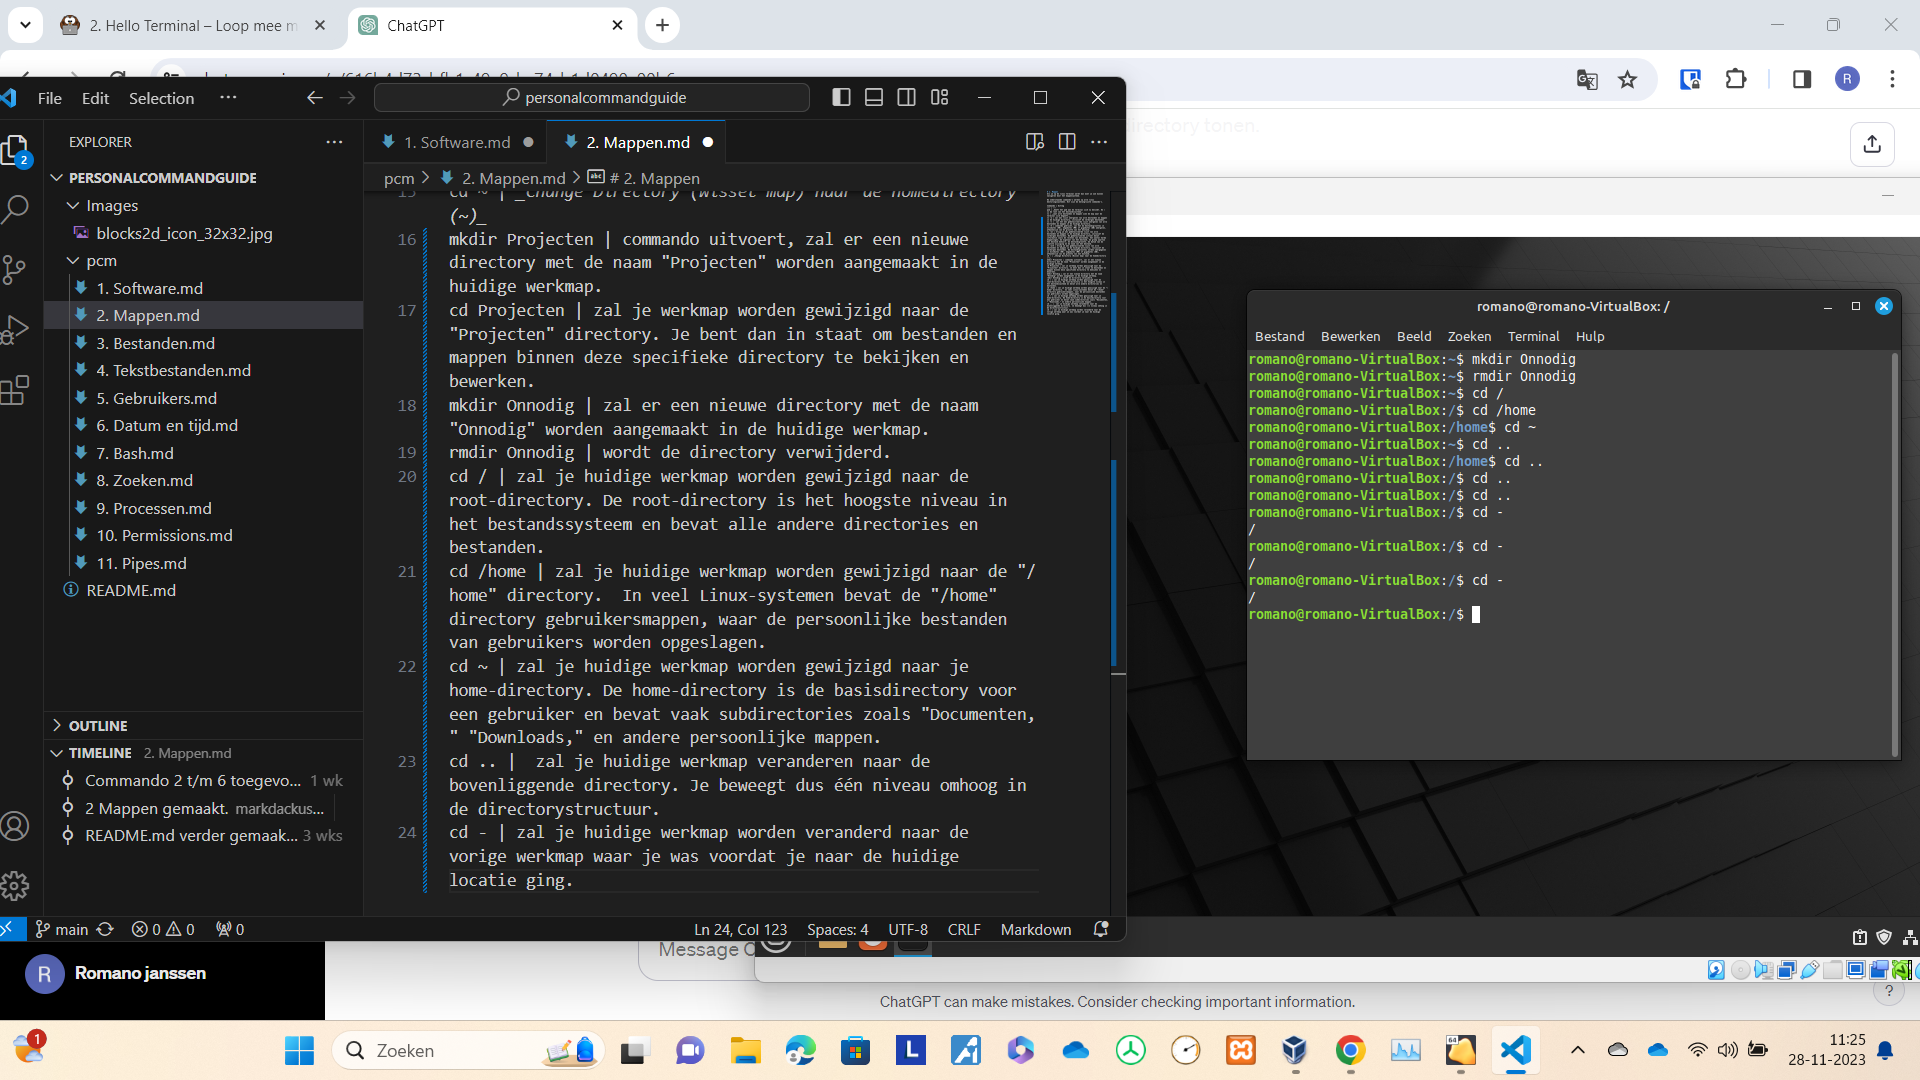 2. Hello Terminal – Loop mee m
ChatGPT
R
directory tonen.
File Edit Selection ...
personalcommandguide
EXPLORER
2
PERSONALCOMMANDGUIDE
Images
blocks2d_icon_32x32.jpg
pcm
1. Software.md
2. Mappen.md
3. Bestanden.md
4. Tekstbestanden.md
5. Gebruikers.md
6. Datum en tijd.md
7. Bash.md
8. Zoeken.md
9. Processen.md
10. Permissions.md
11. Pipes.md
README.md
OUTLINE
TIMELINE 2. Mappen.md
Commando 2 t/m 6 toegevo... 1 wk
2 Mappen gemaakt. markdackus...
README.md verder gemaak... 3 wks
1. Software.md
2. Mappen.md
pcm > 2. Mappen.md > # 2. Mappen
15 cd ~ | _Change Directory (wissel map) naar de homedirectory
(~)_
16 mkdir Projecten | commando uitvoert, zal er een nieuwe
directory met de naam "Projecten" worden aangemaakt in de
huidige werkmap.
17 cd Projecten | zal je werkmap worden gewijzigd naar de
"Projecten" directory. Je bent dan in staat om bestanden en
mappen binnen deze specifieke directory te bekijken en
bewerken.
18 mkdir Onnodig | zal er een nieuwe directory met de naam
"Onnodig" worden aangemaakt in de huidige werkmap.
19 rmdir Onnodig | wordt de directory verwijderd.
20 cd / | zal je huidige werkmap worden gewijzigd naar de
root-directory. De root-directory is het hoogste niveau in
het bestandssysteem en bevat alle andere directories en
bestanden.
21 cd /home | zal je huidige werkmap worden gewijzigd naar de "/
home" directory.  In veel Linux-systemen bevat de "/home"
directory gebruikersmappen, waar de persoonlijke bestanden
van gebruikers worden opgeslagen.
22 cd ~ | zal je huidige werkmap worden gewijzigd naar je
home-directory. De home-directory is de basisdirectory voor
een gebruiker en bevat vaak subdirectories zoals "Documenten,
" "Downloads," en andere persoonlijke mappen.
23 cd .. |  zal je huidige werkmap veranderen naar de
bovenliggende directory. Je beweegt dus één niveau omhoog in
de directorystructuur.
24 cd - | zal je huidige werkmap worden veranderd naar de
vorige werkmap waar je was voordat je naar de huidige
locatie ging.
main 0 0 0
Ln 24, Col 123 Spaces: 4 UTF-8 CRLF Markdown
romano@romano-VirtualBox: /
Bestand Bewerken Beeld Zoeken Terminal Hulp
romano@romano-VirtualBox:~$ mkdir Onnodig
romano@romano-VirtualBox:~$ rmdir Onnodig
romano@romano-VirtualBox:~$ cd /
romano@romano-VirtualBox:/$ cd /home
romano@romano-VirtualBox:/home$ cd ~
romano@romano-VirtualBox:~$ cd ..
romano@romano-VirtualBox:/home$ cd ..
romano@romano-VirtualBox:/$ cd ..
romano@romano-VirtualBox:/$ cd ..
romano@romano-VirtualBox:/$ cd -
/
romano@romano-VirtualBox:/$ cd -
/
romano@romano-VirtualBox:/$ cd -
/
romano@romano-VirtualBox:/$
R Romano janssen
Message C
ChatGPT can make mistakes. Consider checking important information.
?
1
Zoeken
L
64
11:25
28-11-2023